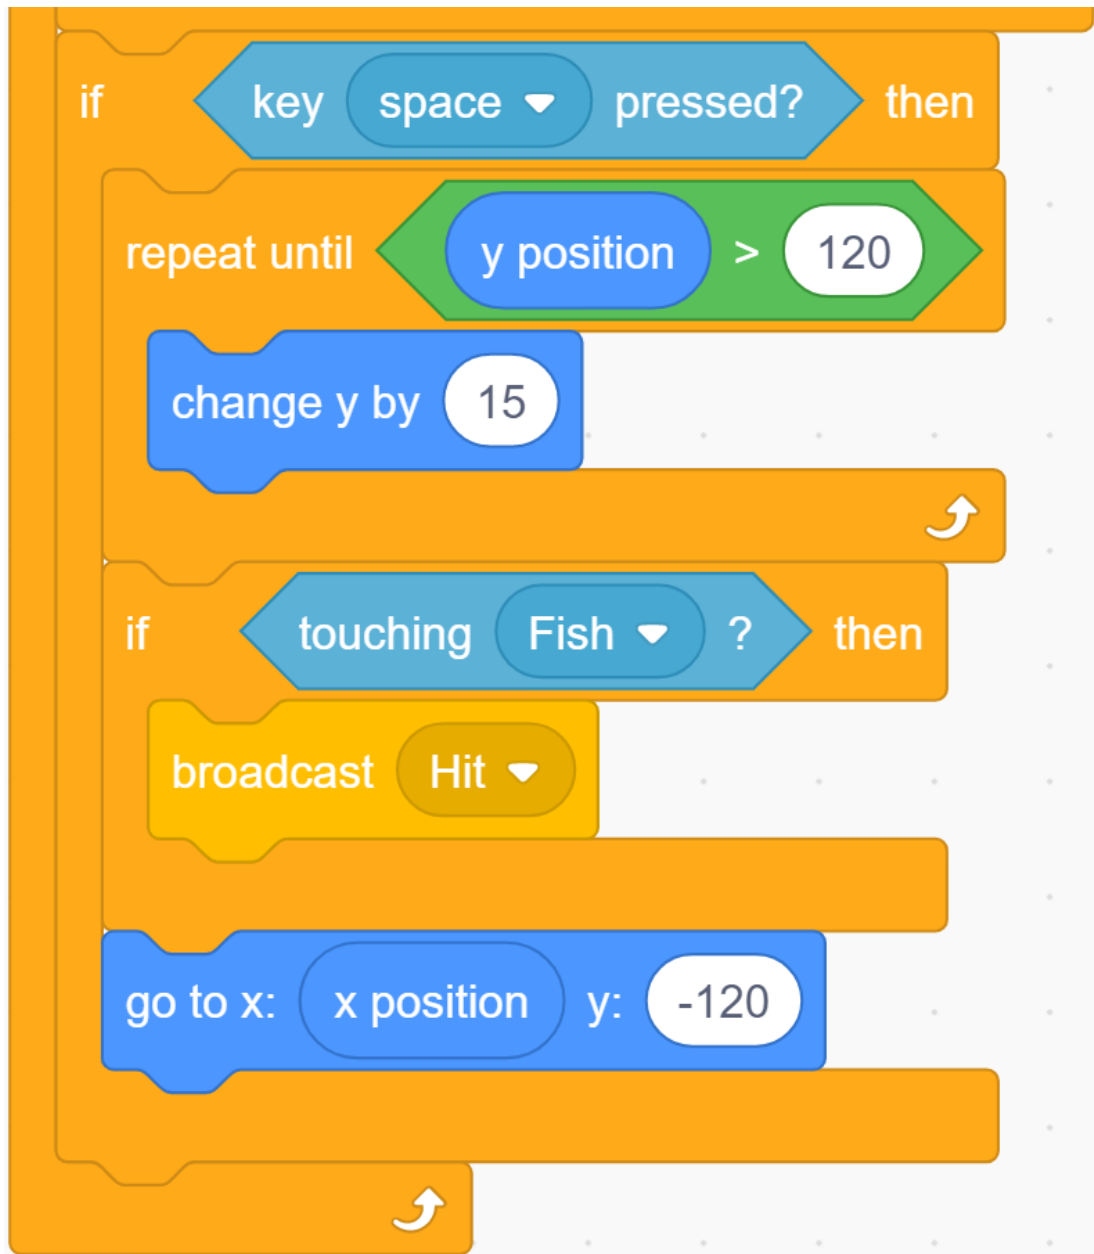 if key space pressed? then
repeat until y position > 120
change y by 15
if touching Fish ? then
broadcast Hit
go to x: x position y: -120